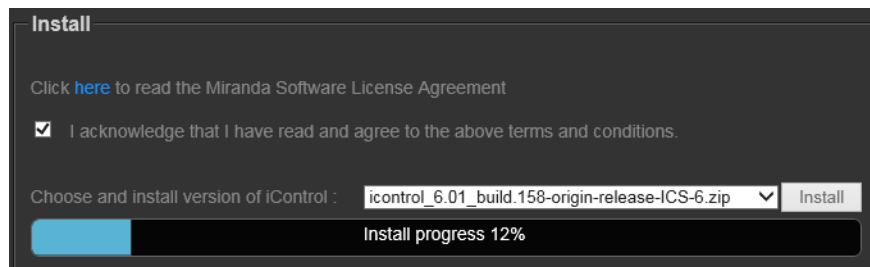 Install
Click here to read the Miranda Software License Agreement
I acknowledge that I have read and agree to the above terms and conditions.
Choose and install version of iControl : icontrol_6.01_build.158-origin-release-ICS-6.zip Install
Install progress 12%